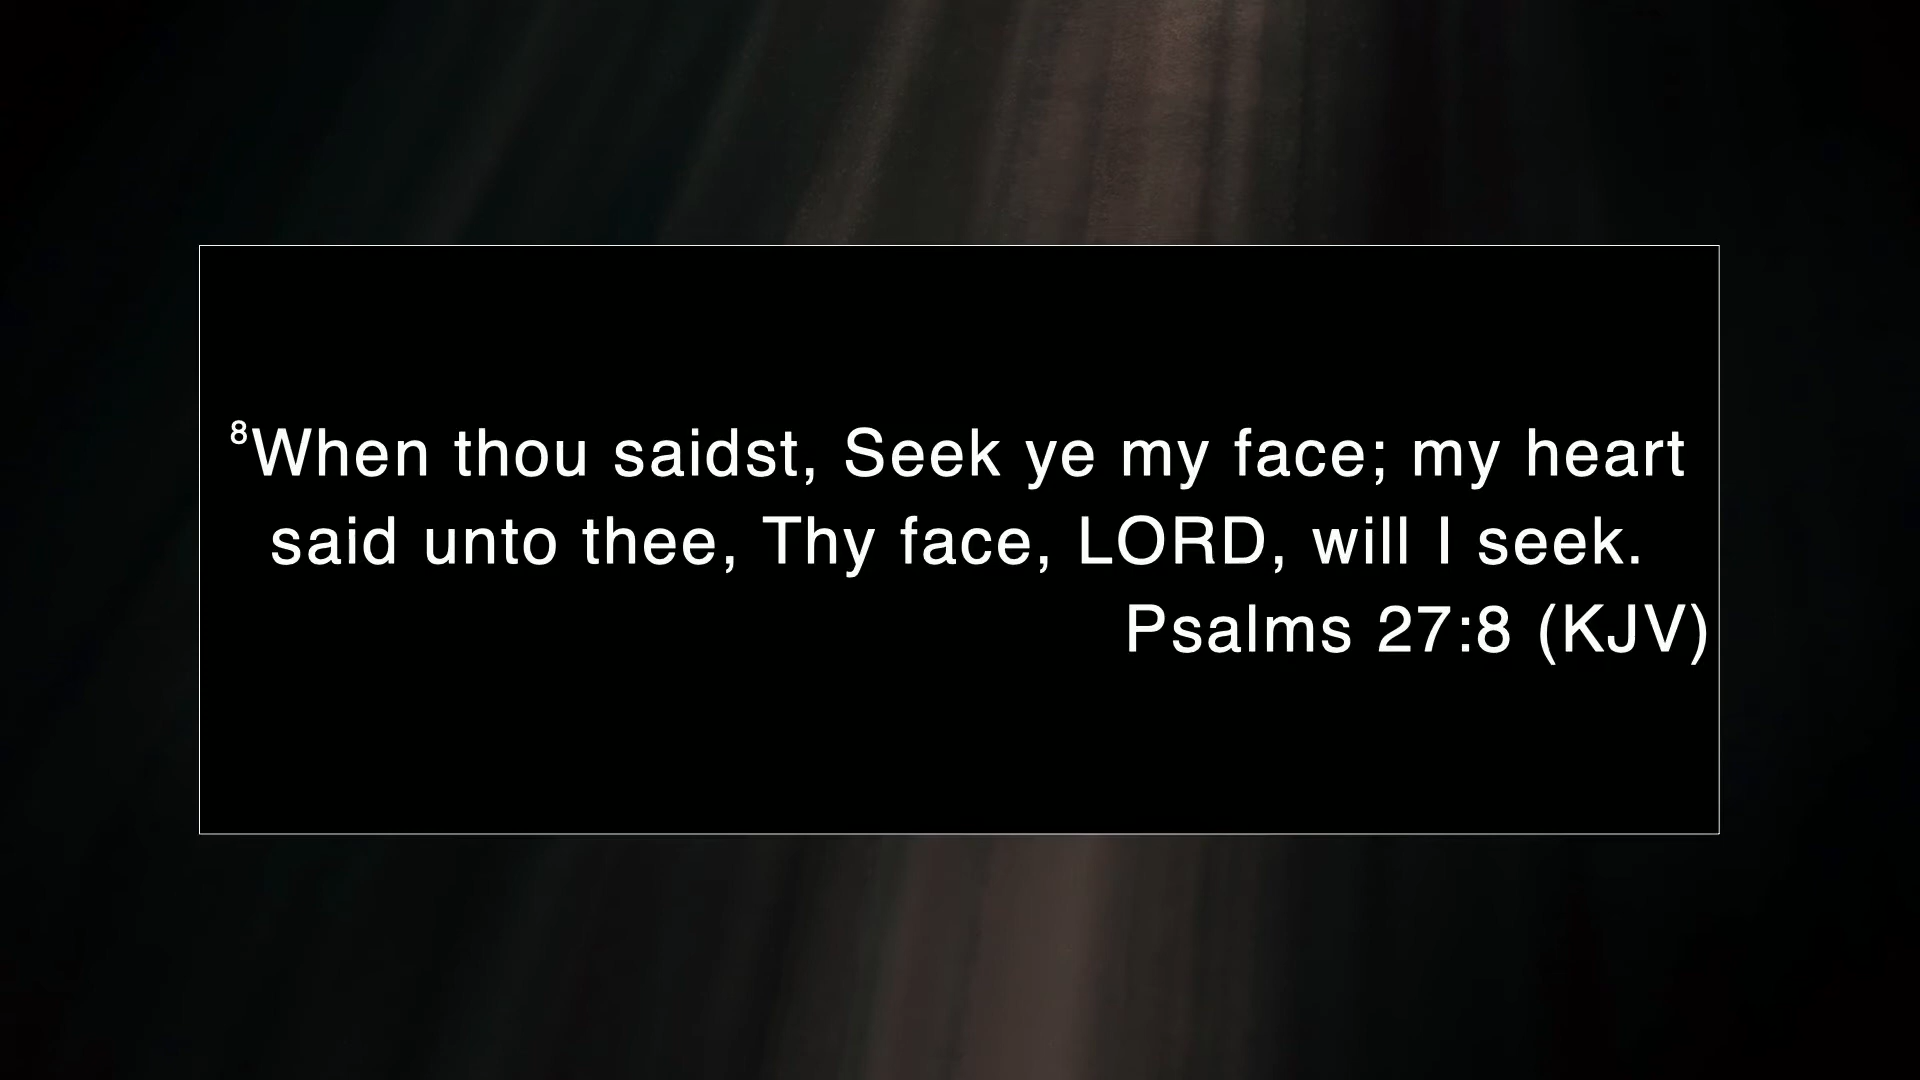 ⁸When thou saidst, Seek ye my face; my heart
said unto thee, Thy face, LORD, will I seek.
Psalms 27:8 (KJV)